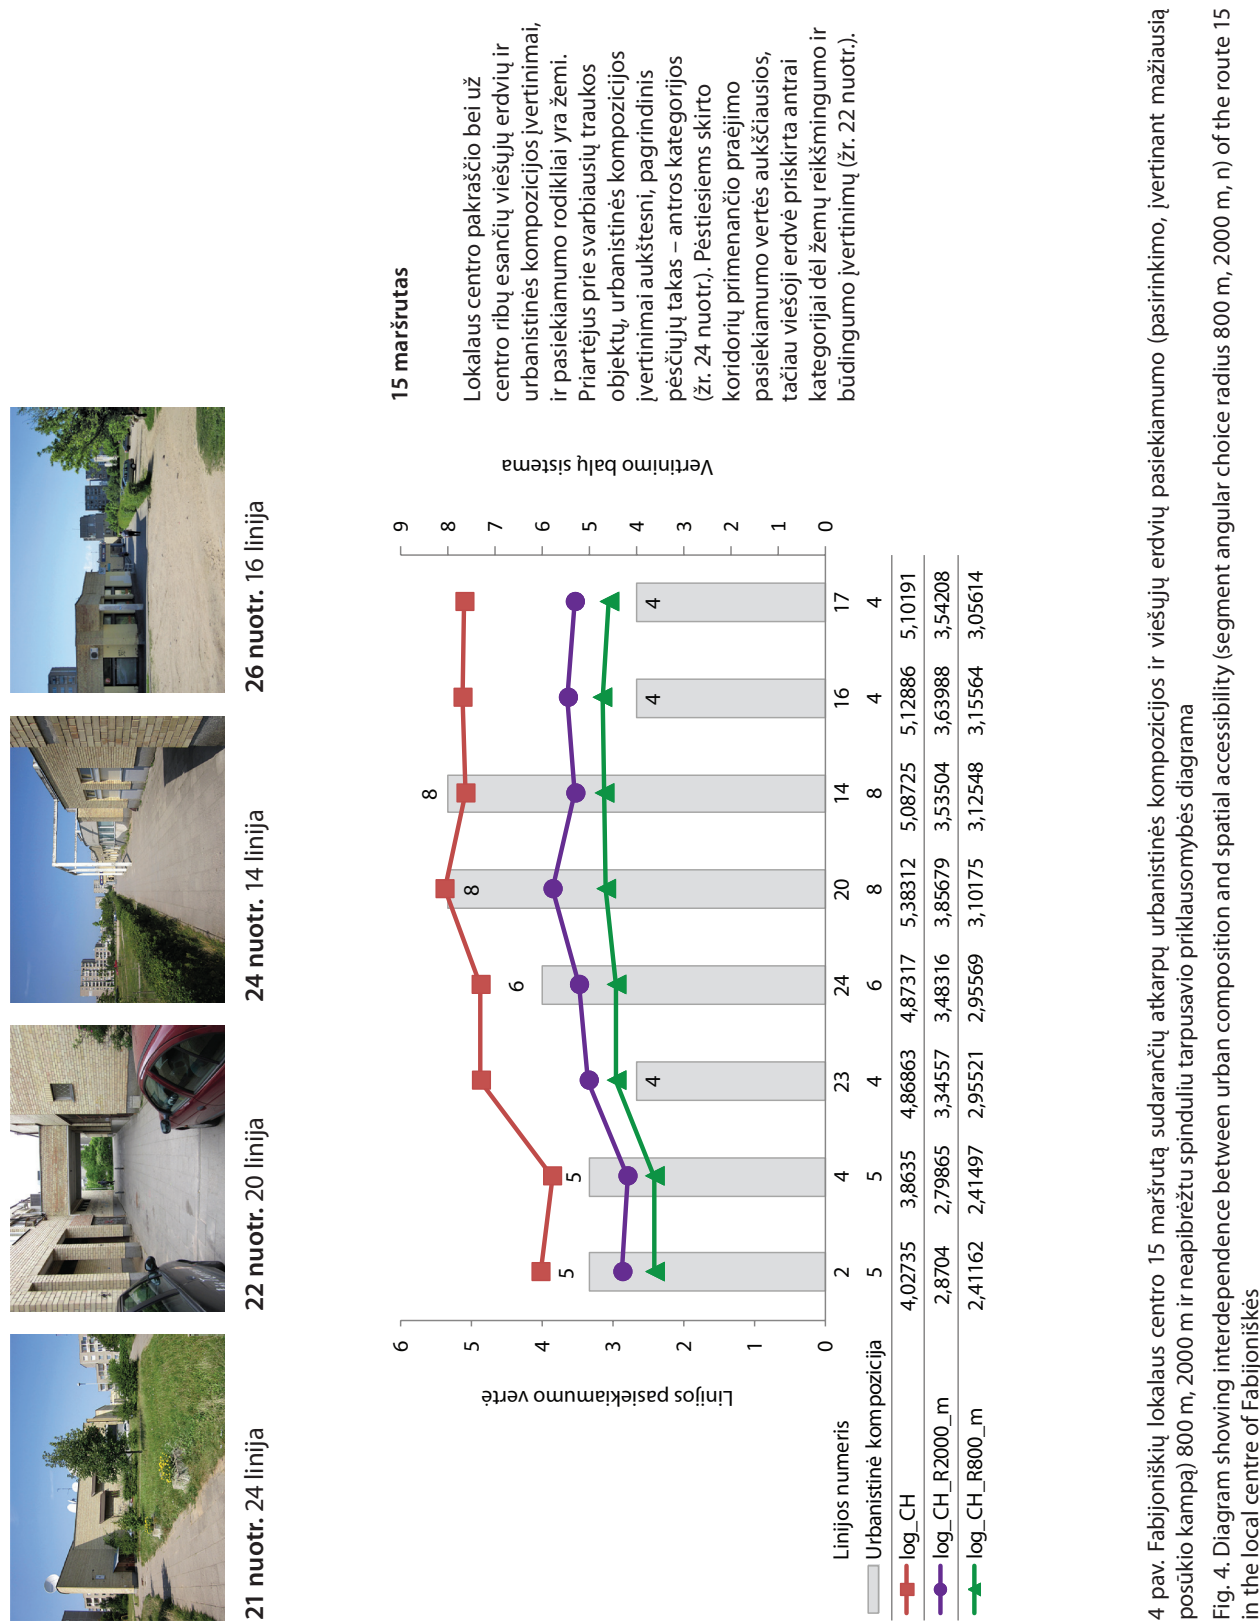 21 nuotr. 24 linija
22 nuotr. 20 linija
24 nuotr. 14 linija
26 nuotr. 16 linija
15 maršrutas
Lokalaus centro pakraščio bei už
centro ribų esančių viešųjų erdvių ir
urbanistinės kompozicijos įvertinimai,
ir pasiekiamumo rodikliai yra žemi.
Priartėjus prie svarbiausių traukos
objektų, urbanistinės kompozicijos
įvertinimai aukštesni, pagrindinis
pėsčiųjų takas – antros kategorijos
(žr. 24 nuotr.). Pėstiesiems skirto
koridorių primenančio praėjimo
pasiekiamumo vertės aukščiausios,
tačiau viešoji erdvė priskirta antrai
kategorijai dėl žemų reikšmingumo ir
būdingumo įvertinimų (žr. 22 nuotr.).
Linijos pasiekiamumo vertė
6
5
4
3
2
1
0
5
5
4
6
8
8
4
4
9
8
7
6
5
4
3
2
1
0
Vertinimo balų sistema
Linijos numeris 2 4 23 24 20 14 16 17
Urbanistinė kompozicija 5 5 4 6 8 8 4 4
log_CH 4,02735 3,8635 4,86863 4,87317 5,38312 5,08725 5,12886 5,10191
log_CH_R2000_m 2,8704 2,79865 3,34557 3,48316 3,85679 3,53504 3,63988 3,54208
log_CH_R800_m 2,41162 2,41497 2,95521 2,95569 3,10175 3,12548 3,15564 3,05614
4 pav. Fabijoniškių lokalaus centro 15 maršrutą sudarančių atkarpų urbanistinės kompozicijos ir viešųjų erdvių pasiekiamumo (pasirinkimo, įvertinant mažiausią
posūkio kampą) 800 m, 2000 m ir neapibrėžtu spinduliu tarpusavio priklausomybės diagrama
Fig. 4. Diagram showing interdependence between urban composition and spatial accessibility (segment angular choice radius 800 m, 2000 m, n) of the route 15
in the local centre of Fabijoniškės